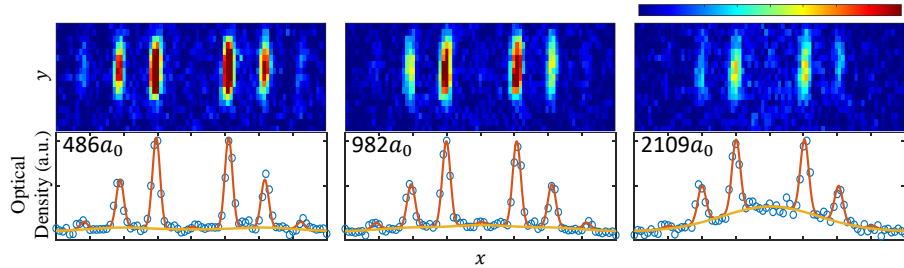 y
y
y
Optical
Density (a.u.)
486a₀
982a₀
2109a₀
x